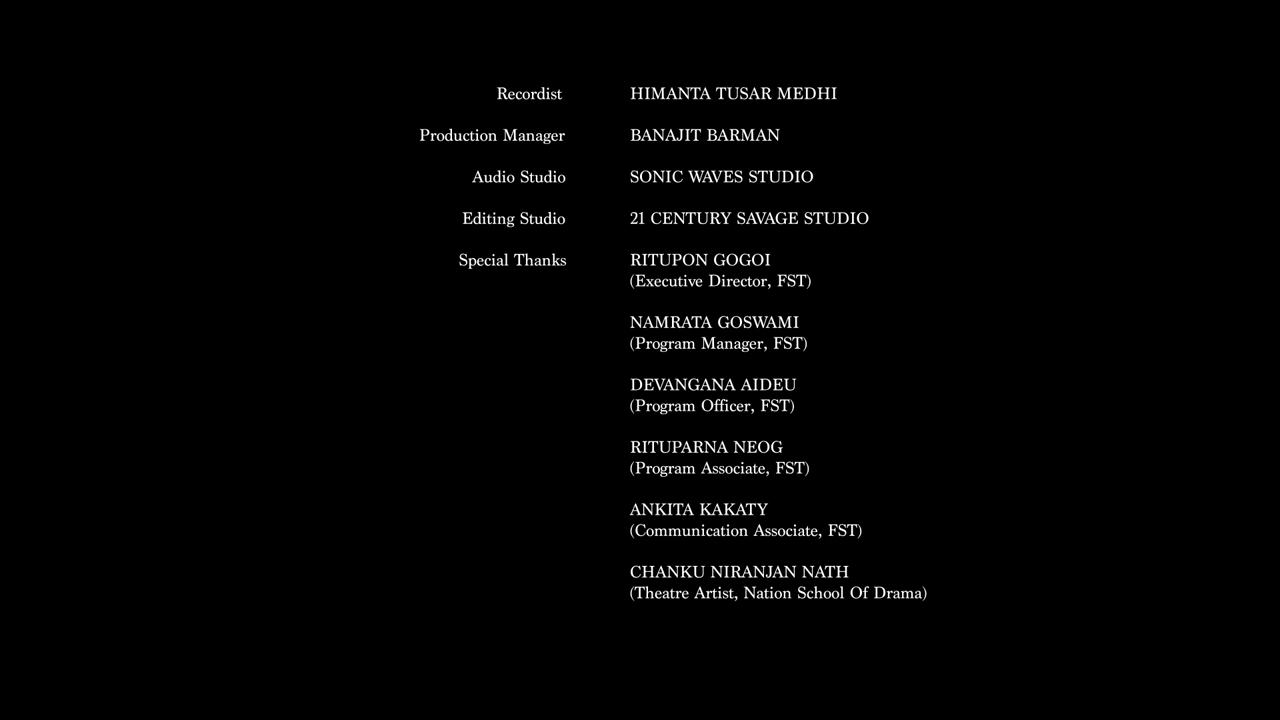 Recordist HIMANTA TUSAR MEDHI
Production Manager BANAJIT BARMAN
Audio Studio SONIC WAVES STUDIO
Editing Studio 21 CENTURY SAVAGE STUDIO
Special Thanks RITUPON GOGOI
(Executive Director, FST)
NAMRATA GOSWAMI
(Program Manager, FST)
DEVANGANA AIDEU
(Program Officer, FST)
RITUPARNA NEOG
(Program Associate, FST)
ANKITA KAKATY
(Communication Associate, FST)
CHANKU NIRANJAN NATH
(Theatre Artist, Nation School Of Drama)